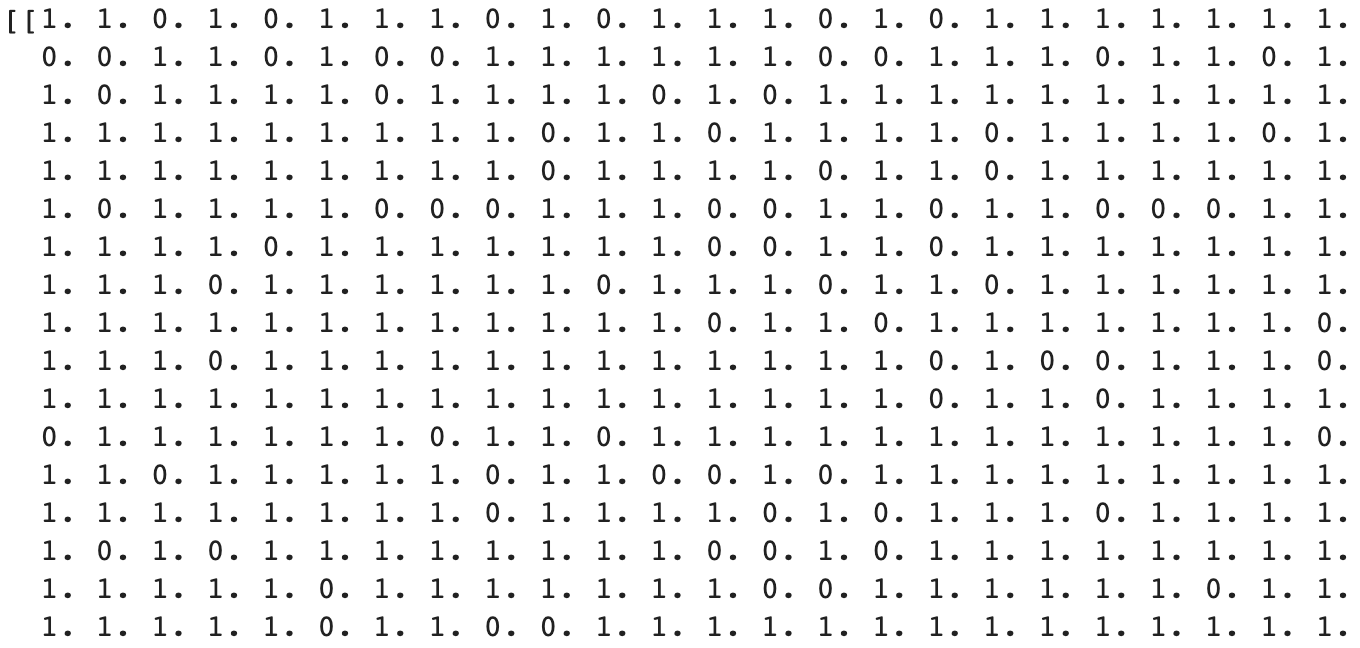 [[1. 1. 0. 1. 0. 1. 1. 1. 0. 1. 0. 1. 1. 1. 0. 1. 0. 1. 1. 1. 1. 1. 1. 1.
0. 0. 1. 1. 0. 1. 0. 0. 1. 1. 1. 1. 1. 1. 0. 0. 1. 1. 1. 0. 1. 1. 0. 1.
1. 0. 1. 1. 1. 1. 0. 1. 1. 1. 1. 0. 1. 0. 1. 1. 1. 1. 1. 1. 1. 1. 1. 1.
1. 1. 1. 1. 1. 1. 1. 1. 1. 0. 1. 1. 0. 1. 1. 1. 1. 0. 1. 1. 1. 1. 0. 1.
1. 1. 1. 1. 1. 1. 1. 1. 1. 0. 1. 1. 1. 1. 0. 1. 1. 0. 1. 1. 1. 1. 1. 1.
1. 0. 1. 1. 1. 1. 0. 0. 0. 1. 1. 1. 0. 0. 1. 1. 0. 1. 1. 0. 0. 0. 1. 1.
1. 1. 1. 1. 0. 1. 1. 1. 1. 1. 1. 1. 0. 0. 1. 1. 0. 1. 1. 1. 1. 1. 1. 1.
1. 1. 1. 0. 1. 1. 1. 1. 1. 1. 0. 1. 1. 1. 0. 1. 1. 0. 1. 1. 1. 1. 1. 1.
1. 1. 1. 1. 1. 1. 1. 1. 1. 1. 1. 1. 0. 1. 1. 0. 1. 1. 1. 1. 1. 1. 1. 0.
1. 1. 1. 0. 1. 1. 1. 1. 1. 1. 1. 1. 1. 1. 1. 1. 0. 1. 0. 0. 1. 1. 1. 0.
1. 1. 1. 1. 1. 1. 1. 1. 1. 1. 1. 1. 1. 1. 1. 1. 0. 1. 1. 0. 1. 1. 1. 1.
0. 1. 1. 1. 1. 1. 1. 0. 1. 1. 0. 1. 1. 1. 1. 1. 1. 1. 1. 1. 1. 1. 1. 0.
1. 1. 0. 1. 1. 1. 1. 1. 0. 1. 1. 0. 0. 1. 0. 1. 1. 1. 1. 1. 1. 1. 1. 1.
1. 1. 1. 1. 1. 1. 1. 1. 0. 1. 1. 1. 1. 0. 1. 0. 1. 1. 1. 0. 1. 1. 1. 1.
1. 0. 1. 0. 1. 1. 1. 1. 1. 1. 1. 1. 0. 0. 1. 0. 1. 1. 1. 1. 1. 1. 1. 1.
1. 1. 1. 1. 1. 0. 1. 1. 1. 1. 1. 1. 1. 0. 0. 1. 1. 1. 1. 1. 1. 0. 1. 1.
1. 1. 1. 1. 1. 0. 1. 1. 0. 0. 1. 1. 1. 1. 1. 1. 1. 1. 1. 1. 1. 1. 1. 1.